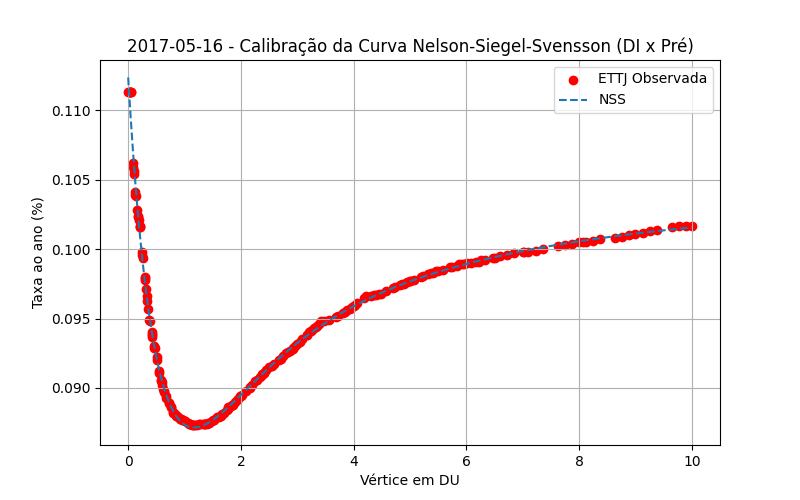 2017-05-16 - Calibração da Curva Nelson-Siegel-Svensson (DI x Pré)
ETTJ Observada
NSS
Taxa ao ano (%)
0.110
0.105
0.100
0.095
0.090
0
2
4
6
8
10
Vértice em DU